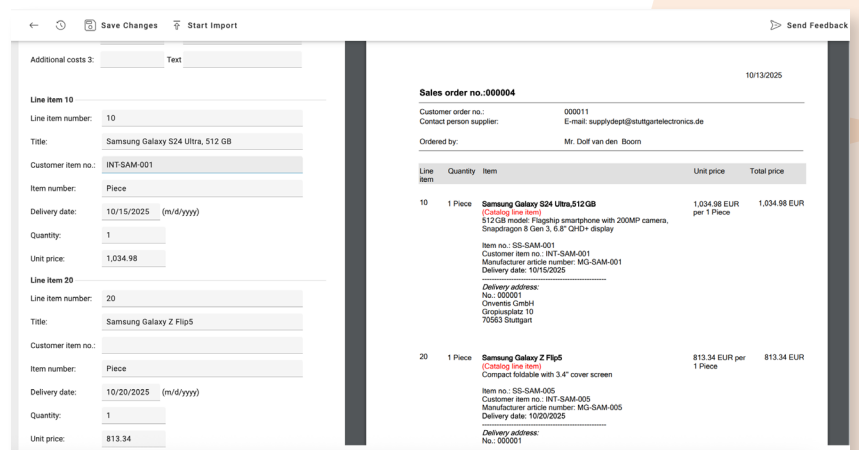 Save Changes
Start Import
Send Feedback
Additional costs 3:
Text
Line item 10
Line item number: 10
Title: Samsung Galaxy S24 Ultra, 512 GB
Customer item no.: INT-SAM-001
Item number: Piece
Delivery date: 10/15/2025 (m/d/yyyy)
Quantity: 1
Unit price: 1,034.98
Line item 20
Line item number: 20
Title: Samsung Galaxy Z Flip5
Customer item no.:
Item number: Piece
Delivery date: 10/20/2025 (m/d/yyyy)
Quantity: 1
Unit price: 813.34
10/13/2025
Sales order no.:000004
Customer order no.: 000011
Contact person supplier: E-mail: supplydept@stuttgartelectronics.de
Ordered by: Mr. Dolf van den Boorn
Line item Quantity Item Unit price Total price
10 1 Piece Samsung Galaxy S24 Ultra,512GB 1,034.98 EUR 1,034.98 EUR
(Catalog line item) per 1 Piece
512GB model: Flagship smartphone with 200MP camera,
Snapdragon 8 Gen 3, 6.8" QHD+ display
Item no.: SS-SAM-001
Customer item no.: INT-SAM-001
Manufacturer article number: MG-SAM-001
Delivery date: 10/15/2025
Delivery address:
No.: 000001
Onventis GmbH
Gropiusplatz 10
70563 Stuttgart
20 1 Piece Samsung Galaxy Z Flip5 813.34 EUR per 813.34 EUR
(Catalog line item) 1 Piece
Compact foldable with 3.4" cover screen
Item no.: SS-SAM-005
Customer item no.: INT-SAM-005
Manufacturer article number: MG-SAM-005
Delivery date: 10/20/2025
Delivery address:
No.: 000001